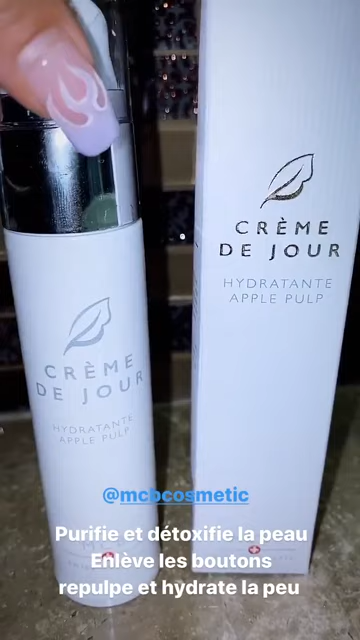 CRÈME
DE JOUR
HYDRATANTE
APPLE PULP
CRÈME
DE JOUR
HYDRATANTE
APPLE PULP
@mcbcosmetic
Purifie et détoxifie la peau
Enlève les boutons
repulpe et hydrate la peu